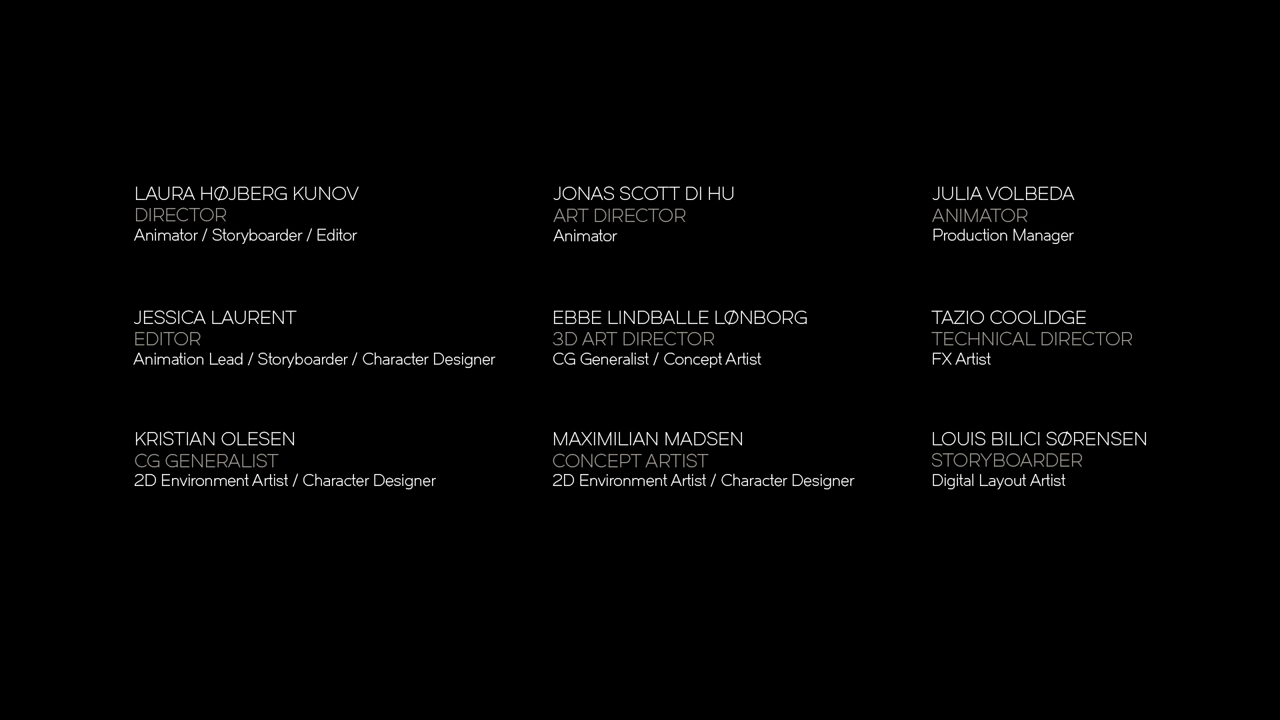 LAURA HØJBERG KUNOV
DIRECTOR
Animator / Storyboarder / Editor
JONAS SCOTT DI HU
ART DIRECTOR
Animator
JULIA VOLBEDA
ANIMATOR
Production Manager
JESSICA LAURENT
EDITOR
Animation Lead / Storyboarder / Character Designer
EBBE LINDBALLE LØNBORG
3D ART DIRECTOR
CG Generalist / Concept Artist
TAZIO COOLIDGE
TECHNICAL DIRECTOR
FX Artist
KRISTIAN OLESEN
CG GENERALIST
2D Environment Artist / Character Designer
MAXIMILIAN MADSEN
CONCEPT ARTIST
2D Environment Artist / Character Designer
LOUIS BILICI SØRENSEN
STORYBOARDER
Digital Layout Artist